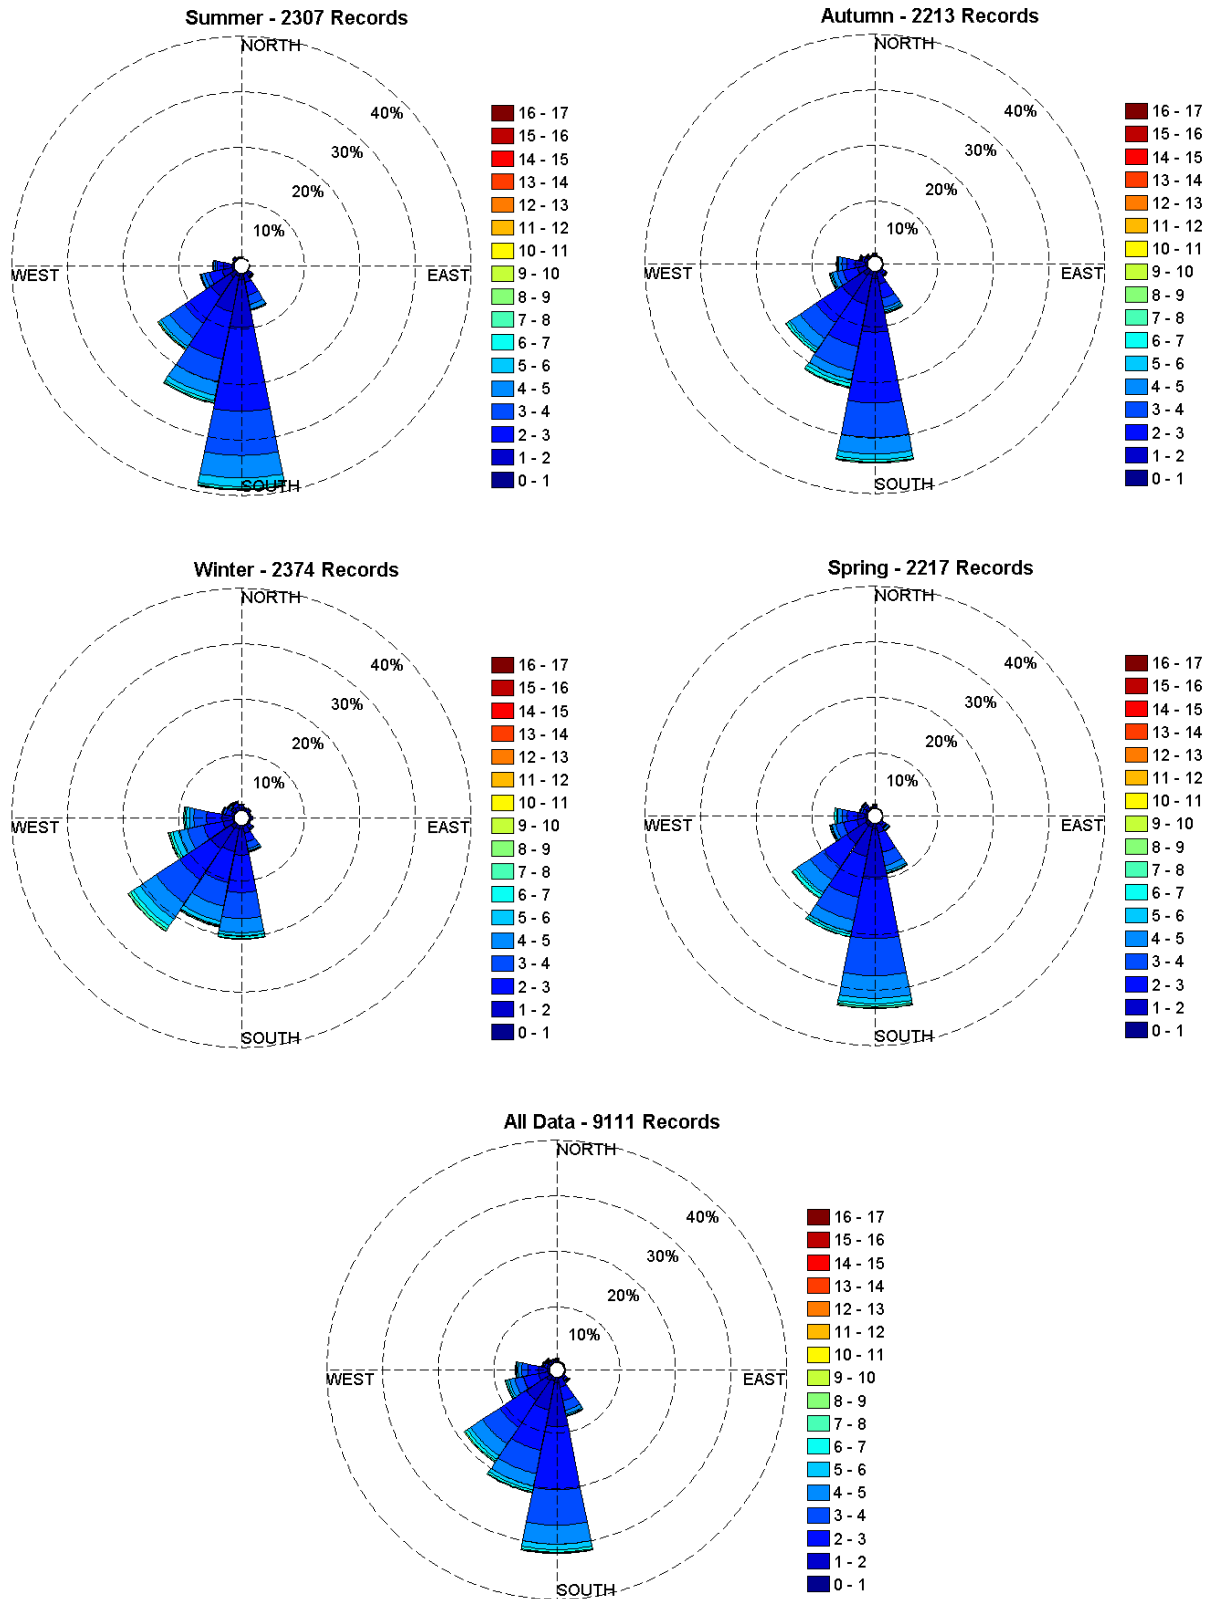 Summer - 2307 Records
NORTH
40%
30%
20%
10%
WEST
EAST
SOUTH
16 - 17
15 - 16
14 - 15
13 - 14
12 - 13
11 - 12
10 - 11
9 - 10
8 - 9
7 - 8
6 - 7
5 - 6
4 - 5
3 - 4
2 - 3
1 - 2
0 - 1
Autumn - 2213 Records
NORTH
40%
30%
20%
10%
WEST
EAST
SOUTH
16 - 17
15 - 16
14 - 15
13 - 14
12 - 13
11 - 12
10 - 11
9 - 10
8 - 9
7 - 8
6 - 7
5 - 6
4 - 5
3 - 4
2 - 3
1 - 2
0 - 1
Winter - 2374 Records
NORTH
40%
30%
20%
10%
WEST
EAST
SOUTH
16 - 17
15 - 16
14 - 15
13 - 14
12 - 13
11 - 12
10 - 11
9 - 10
8 - 9
7 - 8
6 - 7
5 - 6
4 - 5
3 - 4
2 - 3
1 - 2
0 - 1
Spring - 2217 Records
NORTH
40%
30%
20%
10%
WEST
EAST
SOUTH
16 - 17
15 - 16
14 - 15
13 - 14
12 - 13
11 - 12
10 - 11
9 - 10
8 - 9
7 - 8
6 - 7
5 - 6
4 - 5
3 - 4
2 - 3
1 - 2
0 - 1
All Data - 9111 Records
NORTH
40%
30%
20%
10%
WEST
EAST
SOUTH
16 - 17
15 - 16
14 - 15
13 - 14
12 - 13
11 - 12
10 - 11
9 - 10
8 - 9
7 - 8
6 - 7
5 - 6
4 - 5
3 - 4
2 - 3
1 - 2
0 - 1